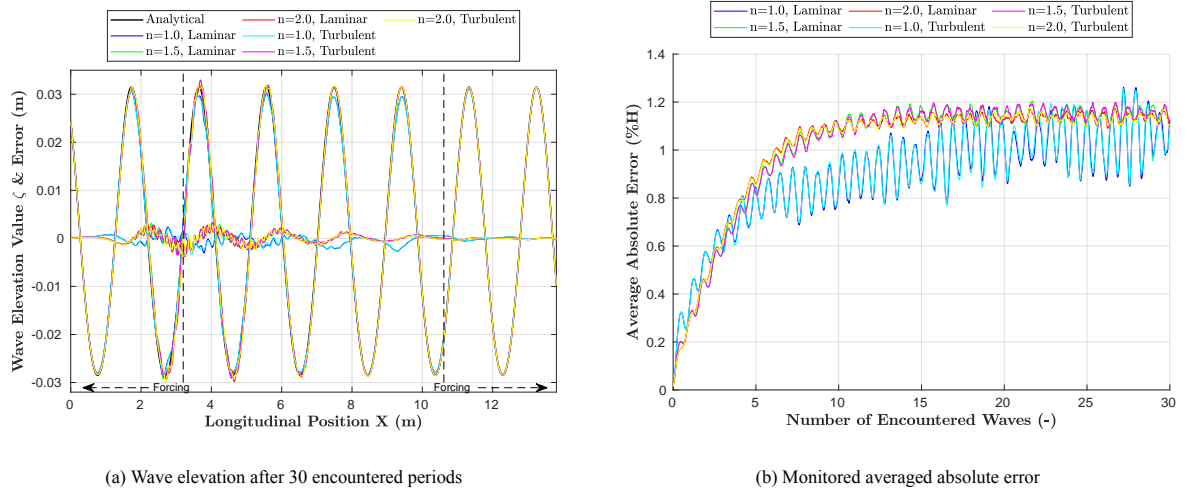 Analytical
n=1.0, Laminar
n=1.5, Laminar
n=2.0, Laminar
n=1.0, Turbulent
n=1.5, Turbulent
n=2.0, Turbulent
Wave Elevation Value ζ & Error (m)
0.03
0.02
0.01
0
-0.01
-0.02
-0.03
Forcing
Forcing
0 2 4 6 8 10 12
Longitudinal Position X (m)
(a) Wave elevation after 30 encountered periods
n=1.0, Laminar
n=1.5, Laminar
n=2.0, Laminar
n=1.0, Turbulent
n=1.5, Turbulent
n=2.0, Turbulent
Average Absolute Error (%H)
1.4
1.2
1
0.8
0.6
0.4
0.2
0
0 5 10 15 20 25 30
Number of Encountered Waves (-)
(b) Monitored averaged absolute error